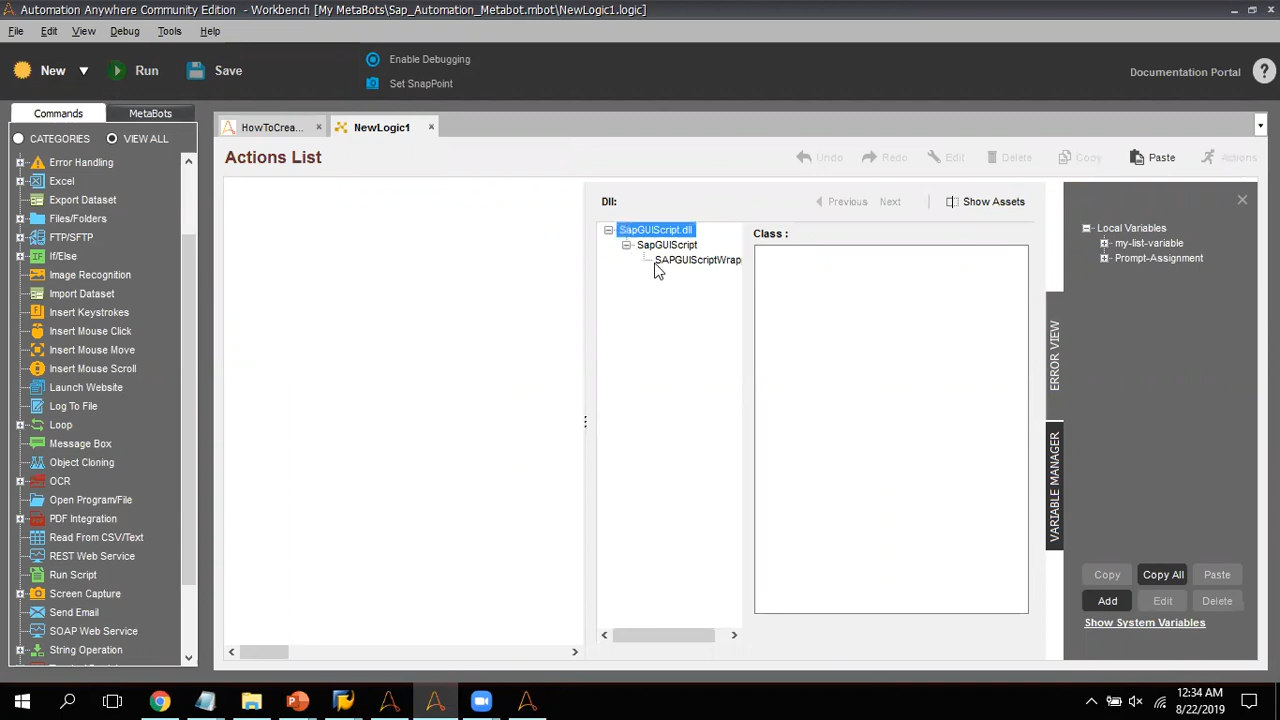 Automation Anywhere Community Edition - Workbench [My MetaBots\Sap_Automation_Metabot.mbot\NewLogic1.logic]
File Edit View Debug Tools Help
New Run Save
Enable Debugging
Set SnapPoint
Documentation Portal
Commands MetaBots
CATEGORIES VIEW ALL
Error Handling
Excel
Export Dataset
Files/Folders
FTP/SFTP
If/Else
Image Recognition
Import Dataset
Insert Keystrokes
Insert Mouse Click
Insert Mouse Move
Insert Mouse Scroll
Launch Website
Log To File
Loop
Message Box
Object Cloning
OCR
Open Program/File
PDF Integration
Read From CSV/Text
REST Web Service
Run Script
Screen Capture
Send Email
SOAP Web Service
String Operation
HowToCrea...
NewLogic1
Actions List
Undo Redo Edit Delete Copy Paste Actions
Dll:
Previous Next Show Assets
SapGUIScript.dll
SapGUIScript
SAPGUIScriptWrap
Class :
ERROR VIEW
VARIABLE MANAGER
Local Variables
my-list-variable
Prompt-Assignment
Copy Copy All Paste
Add Edit Delete
Show System Variables
12:34 AM
8/22/2019